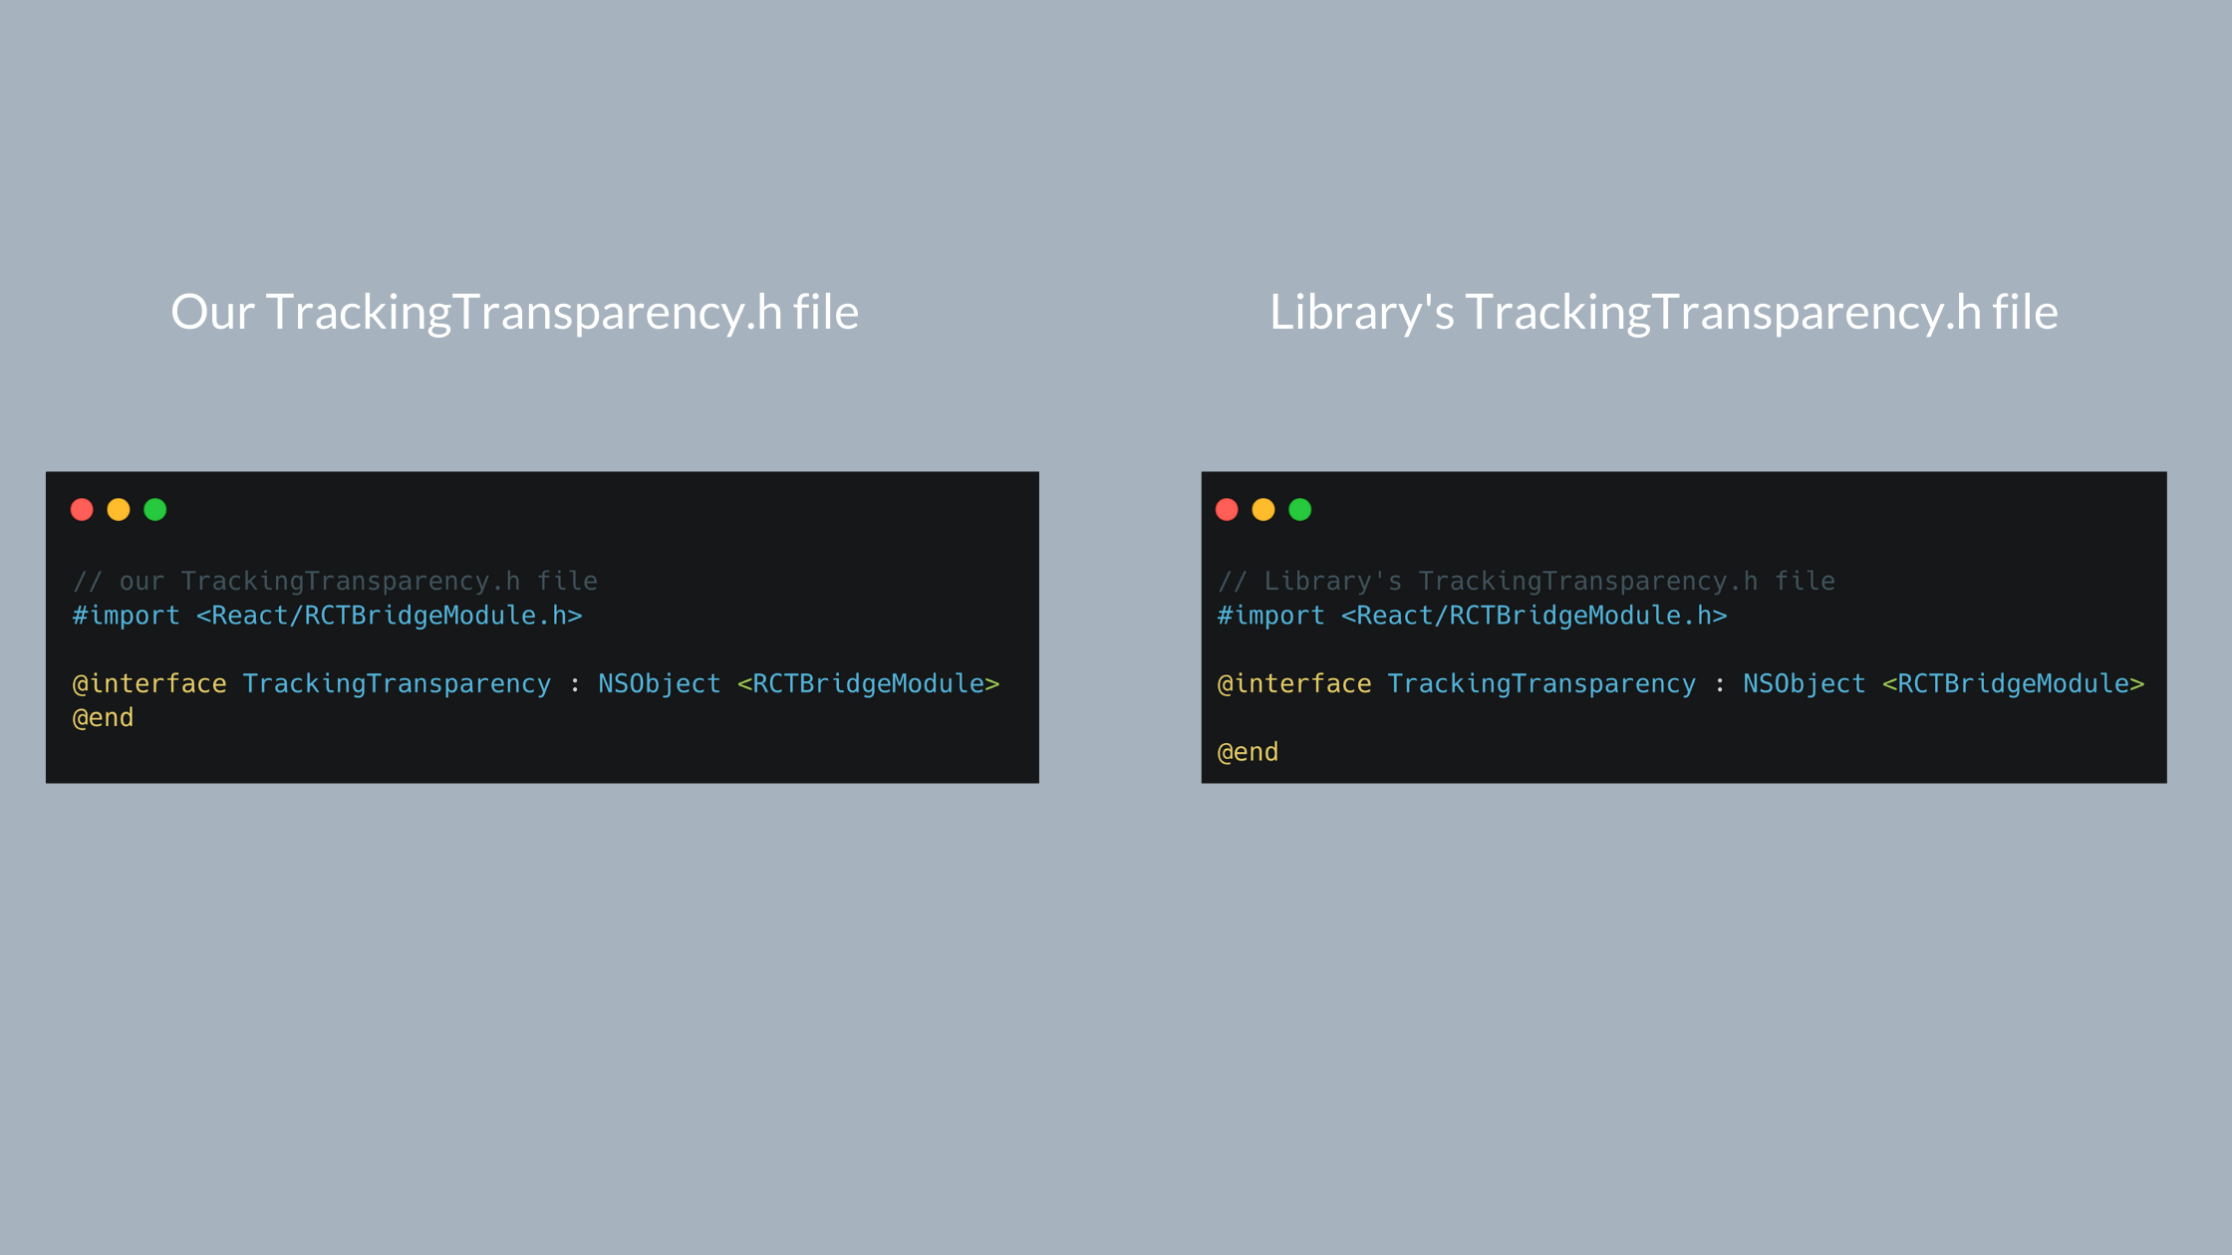 Our TrackingTransparency.h file
// our TrackingTransparency.h file
#import <React/RCTBridgeModule.h>
@interface TrackingTransparency : NSObject <RCTBridgeModule>
@end
Library's TrackingTransparency.h file
// Library's TrackingTransparency.h file
#import <React/RCTBridgeModule.h>
@interface TrackingTransparency : NSObject <RCTBridgeModule>
@end